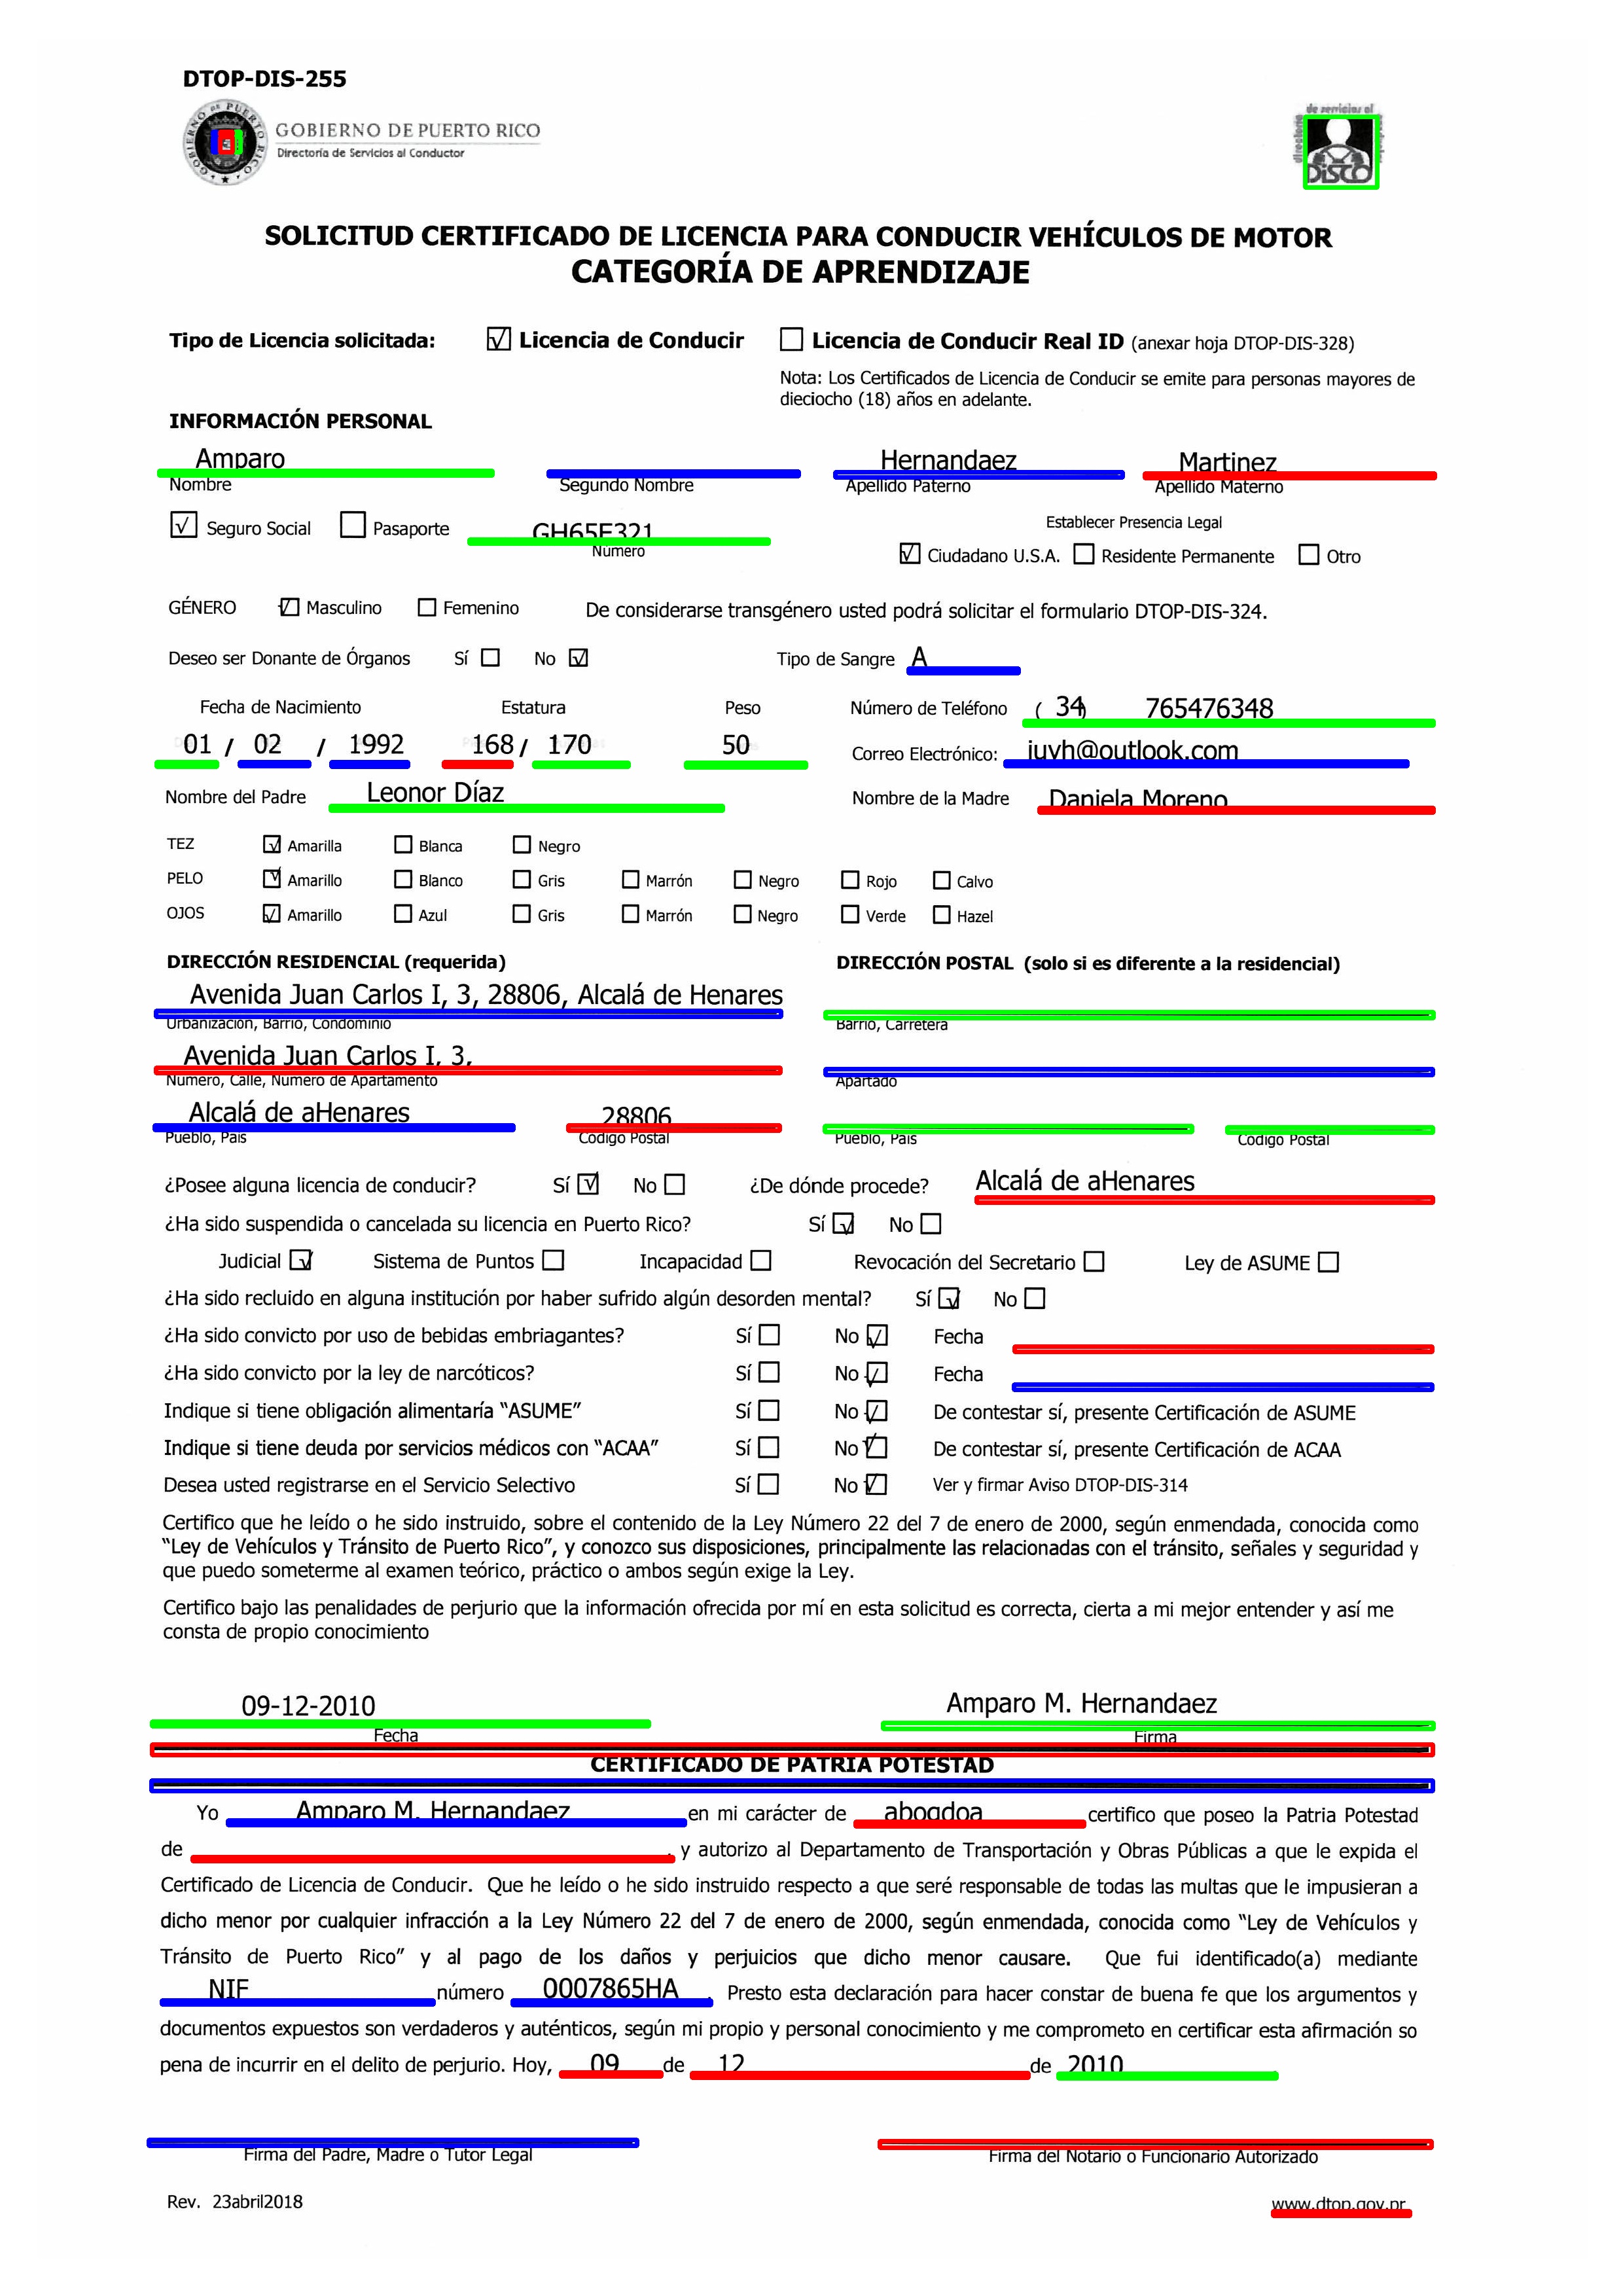 DTOP-DIS-255
GOBIERNO DE PUERTO RICO
Directoría de Servicios al Conductor
GOBIERNO DE PUERTO RICO
directoria de servicios al
DISCO
SOLICITUD CERTIFICADO DE LICENCIA PARA CONDUCIR VEHÍCULOS DE MOTOR
CATEGORÍA DE APRENDIZAJE
Tipo de Licencia solicitada: √ Licencia de Conducir Licencia de Conducir Real ID (anexar hoja DTOP-DIS-328)
Nota: Los Certificados de Licencia de Conducir se emite para personas mayores de
dieciocho (18) años en adelante.
INFORMACIÓN PERSONAL
Amparo Hernandaez Martinez
Nombre Segundo Nombre Apellido Paterno Apellido Materno
√ Seguro Social Pasaporte GH65F321 Establecer Presencia Legal
Número
√ Ciudadano U.S.A. Residente Permanente Otro
GÉNERO √ Masculino Femenino De considerarse transgénero usted podrá solicitar el formulario DTOP-DIS-324.
Deseo ser Donante de Órganos Sí No √ Tipo de Sangre A
Fecha de Nacimiento Estatura Peso Número de Teléfono ( 34) 765476348
01 / 02 / 1992 168 / 170 50 Correo Electrónico: iuvh@outlook.com
Nombre del Padre Leonor Díaz Nombre de la Madre Daniela Moreno
TEZ √ Amarilla Blanca Negro
PELO √ Amarillo Blanco Gris Marrón Negro Rojo Calvo
OJOS √ Amarillo Azul Gris Marrón Negro Verde Hazel
DIRECCIÓN RESIDENCIAL (requerida) DIRECCIÓN POSTAL (solo si es diferente a la residencial)
Avenida Juan Carlos I, 3, 28806, Alcalá de Henares
Urbanización, Barrio, Condominio Barrio, Carretera
Avenida Juan Carlos I, 3,
Número, Calle, Número de Apartamento Apartado
Alcalá de aHenares 28806
Pueblo, País Código Postal Pueblo, País Código Postal
¿Posee alguna licencia de conducir? Sí √ No ¿De dónde procede? Alcalá de aHenares
¿Ha sido suspendida o cancelada su licencia en Puerto Rico? Sí √ No
Judicial √ Sistema de Puntos Incapacidad Revocación del Secretario Ley de ASUME
¿Ha sido recluido en alguna institución por haber sufrido algún desorden mental? Sí √ No
¿Ha sido convicto por uso de bebidas embriagantes? Sí No √ Fecha
¿Ha sido convicto por la ley de narcóticos? Sí No √ Fecha
Indique si tiene obligación alimentaría “ASUME” Sí No √ De contestar sí, presente Certificación de ASUME
Indique si tiene deuda por servicios médicos con “ACAA” Sí No √ De contestar sí, presente Certificación de ACAA
Desea usted registrarse en el Servicio Selectivo Sí No √ Ver y firmar Aviso DTOP-DIS-314
Certifico que he leído o he sido instruido, sobre el contenido de la Ley Número 22 del 7 de enero de 2000, según enmendada, conocida como
“Ley de Vehículos y Tránsito de Puerto Rico”, y conozco sus disposiciones, principalmente las relacionadas con el tránsito, señales y seguridad y
que puedo someterme al examen teórico, práctico o ambos según exige la Ley.
Certifico bajo las penalidades de perjurio que la información ofrecida por mí en esta solicitud es correcta, cierta a mi mejor entender y así me
consta de propio conocimiento
09-12-2010 Amparo M. Hernandaez
Fecha Firma
CERTIFICADO DE PATRIA POTESTAD
Yo Amparo M. Hernandaez en mi carácter de abogdoa certifico que poseo la Patria Potestad
de , y autorizo al Departamento de Transportación y Obras Públicas a que le expida el
Certificado de Licencia de Conducir. Que he leído o he sido instruido respecto a que seré responsable de todas las multas que le impusieran a
dicho menor por cualquier infracción a la Ley Número 22 del 7 de enero de 2000, según enmendada, conocida como “Ley de Vehículos y
Tránsito de Puerto Rico” y al pago de los daños y perjuicios que dicho menor causare. Que fui identificado(a) mediante
NIF número 0007865HA . Presto esta declaración para hacer constar de buena fe que los argumentos y
documentos expuestos son verdaderos y auténticos, según mi propio y personal conocimiento y me comprometo en certificar esta afirmación so
pena de incurrir en el delito de perjurio. Hoy, 09 de 12 de 2010
Firma del Padre, Madre o Tutor Legal Firma del Notario o Funcionario Autorizado
Rev. 23abril2018 www.dtop.gov.pr